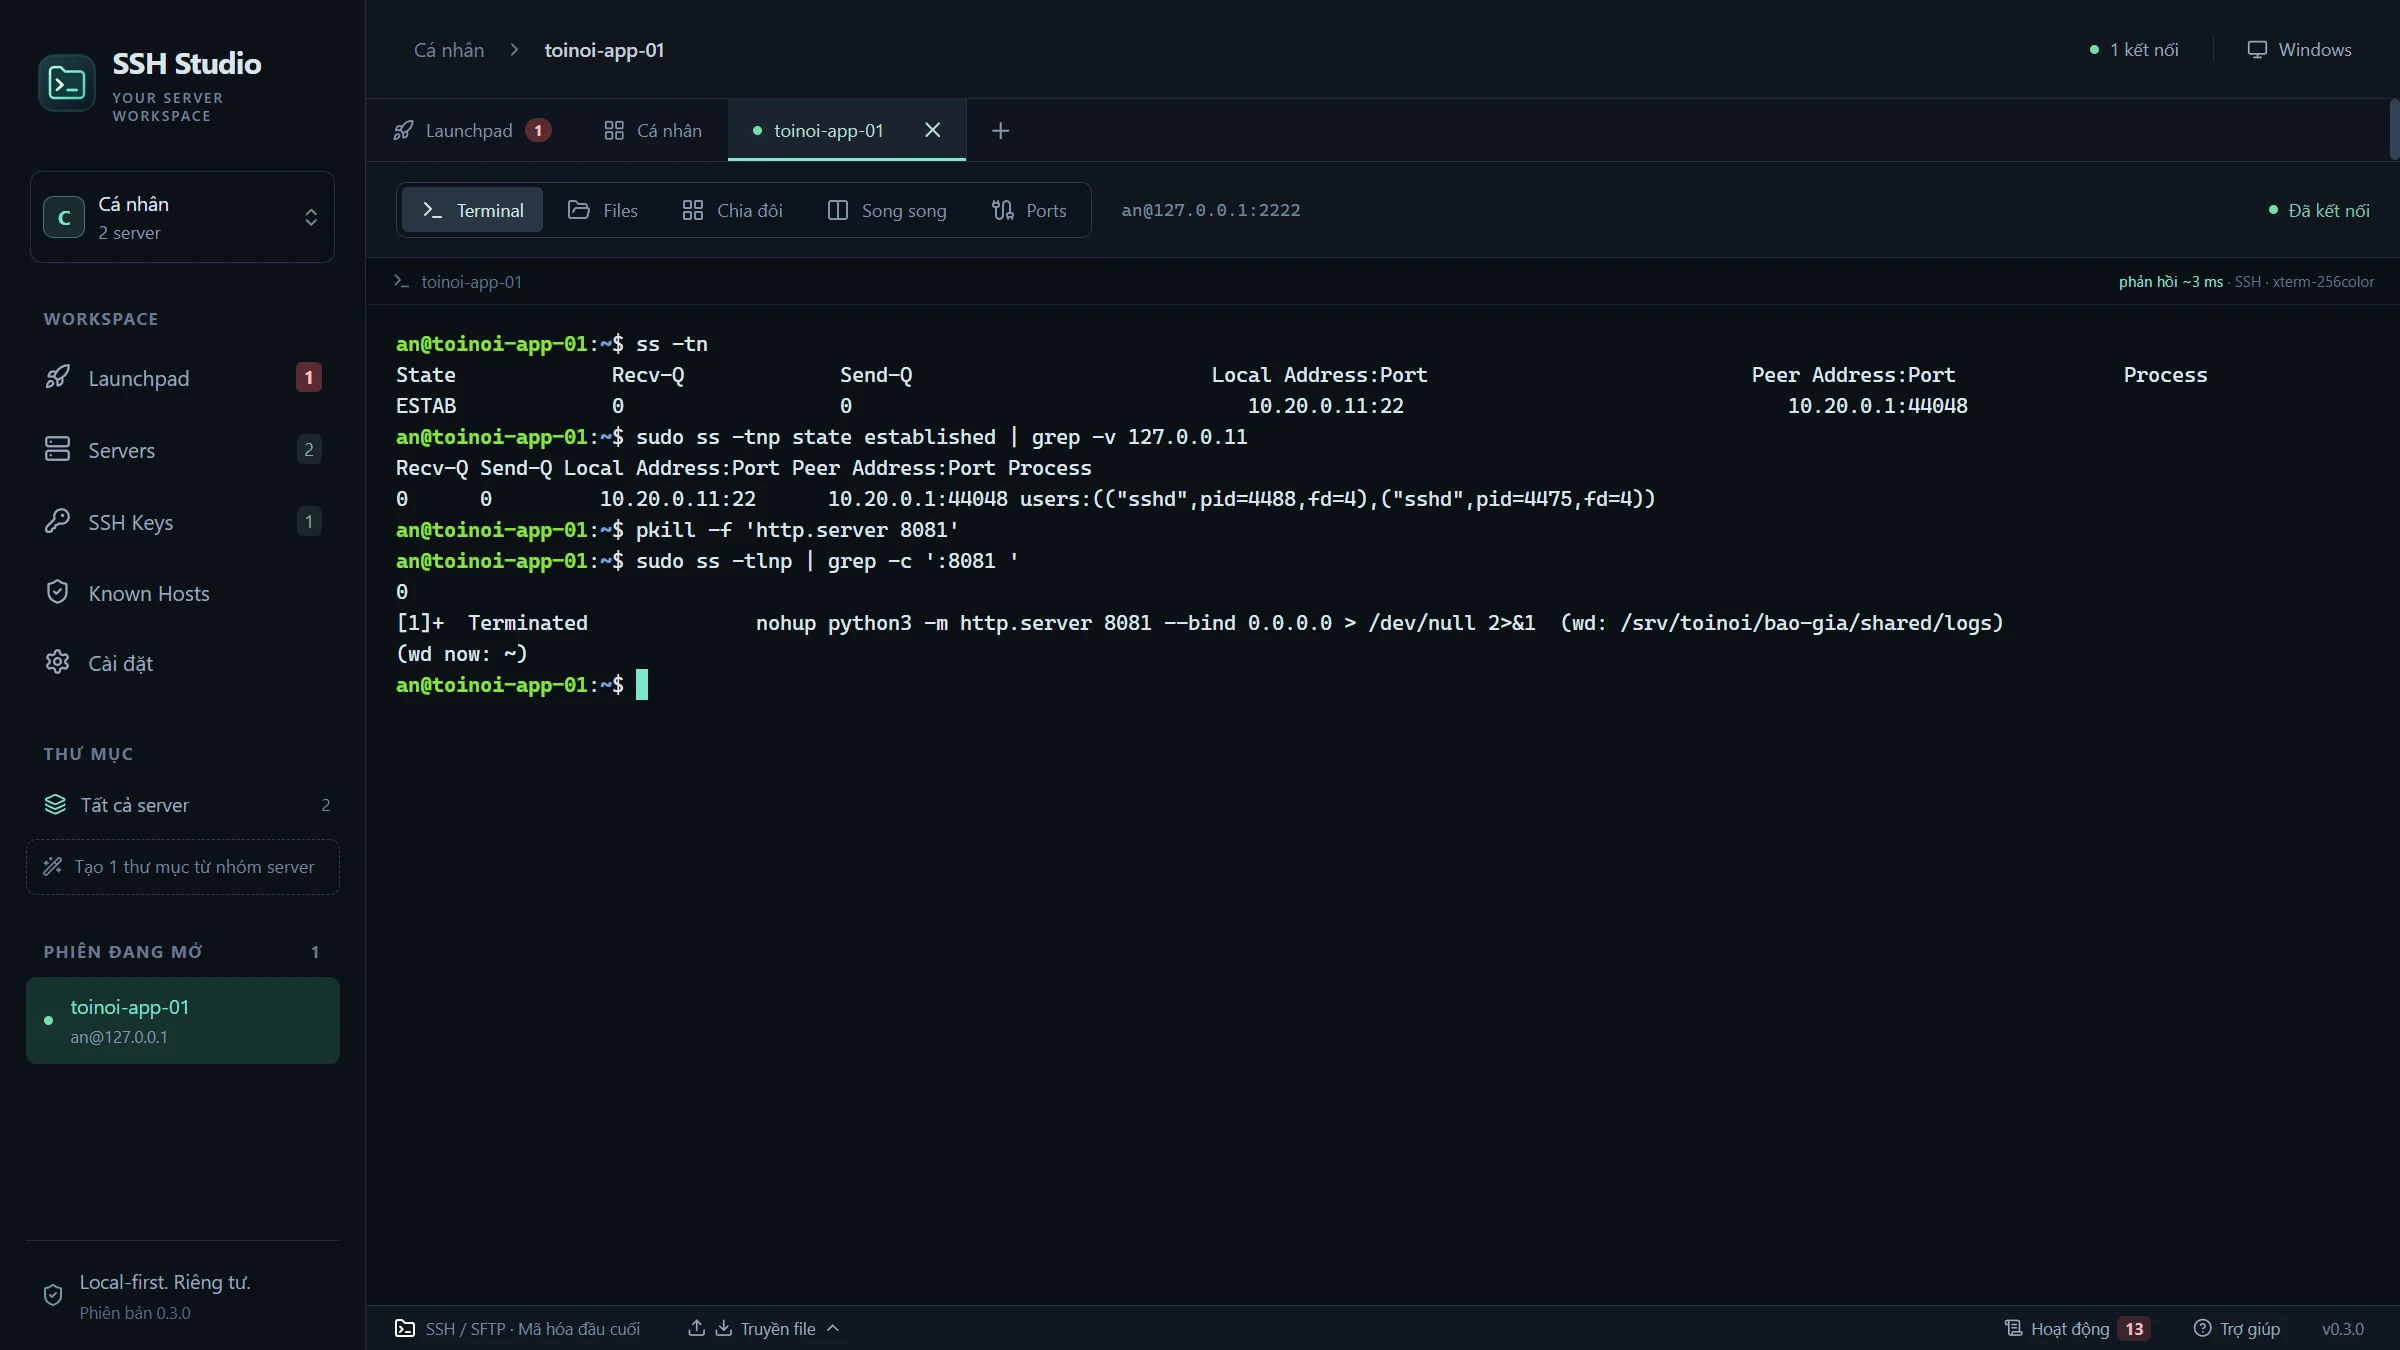 SSH Studio
YOUR SERVER
WORKSPACE
C
Cá nhân
2 server
WORKSPACE
Launchpad 1
Servers 2
SSH Keys 1
Known Hosts
Cài đặt
THƯ MỤC
Tất cả server 2
Tạo 1 thư mục từ nhóm server
PHIÊN ĐANG MỞ 1
toinoi-app-01
an@127.0.0.1
Local-first. Riêng tư.
Phiên bản 0.3.0
Cá nhân > toinoi-app-01
1 kết nối
Windows
Launchpad 1
Cá nhân
toinoi-app-01
Terminal
Files
Chia đôi
Song song
Ports
an@127.0.0.1:2222
Đã kết nối
toinoi-app-01
phản hồi ~3 ms · SSH · xterm-256color
an@toinoi-app-01:~$ ss -tn
State Recv-Q Send-Q Local Address:Port Peer Address:Port Process
ESTAB 0 0 10.20.0.11:22 10.20.0.1:44048
an@toinoi-app-01:~$ sudo ss -tnp state established | grep -v 127.0.0.11
Recv-Q Send-Q Local Address:Port Peer Address:Port Process
0 0 10.20.0.11:22 10.20.0.1:44048 users:(("sshd",pid=4488,fd=4),("sshd",pid=4475,fd=4))
an@toinoi-app-01:~$ pkill -f 'http.server 8081'
an@toinoi-app-01:~$ sudo ss -tlnp | grep -c ':8081 '
0
[1]+ Terminated nohup python3 -m http.server 8081 --bind 0.0.0.0 > /dev/null 2>&1 (wd: /srv/toinoi/bao-gia/shared/logs)
(wd now: ~)
an@toinoi-app-01:~$
SSH / SFTP · Mã hóa đầu cuối
Truyền file
Hoạt động 13
Trợ giúp
v0.3.0